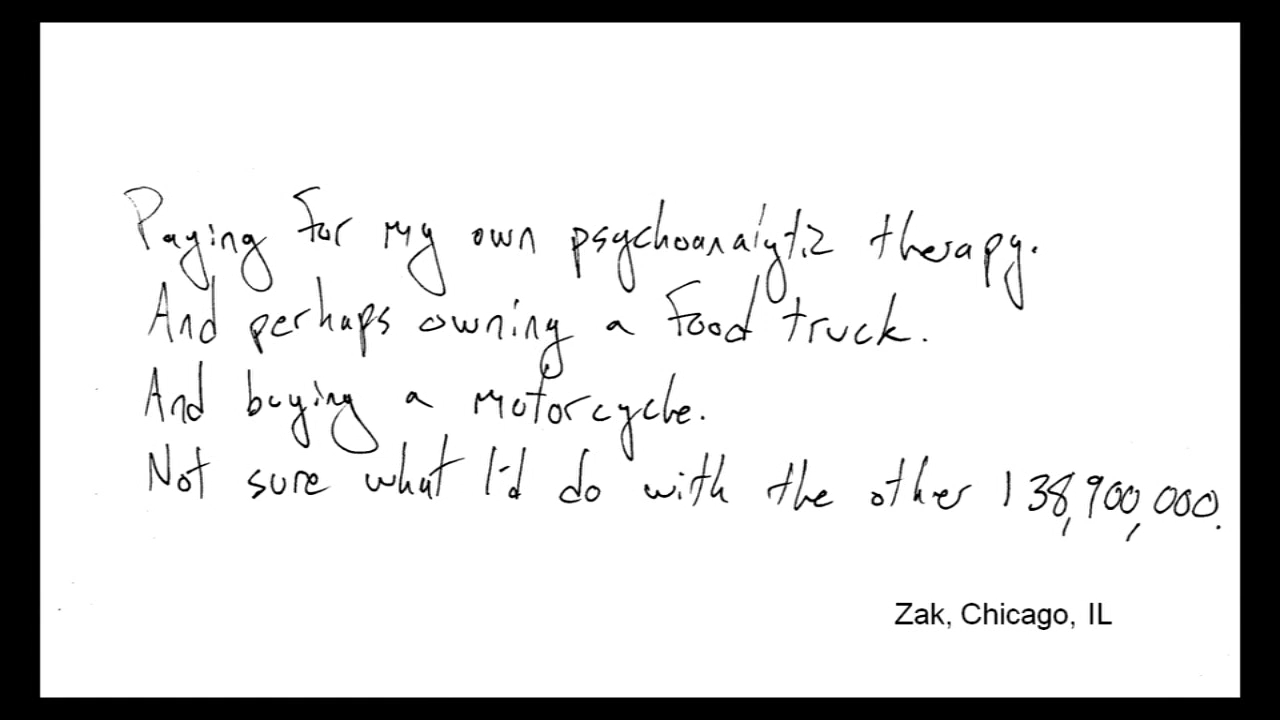 Paying for my own psychoanalytic therapy.
And perhaps owning a food truck.
And buying a motorcycle.
Not sure what I'd do with the other 138,900,000.
Zak, Chicago, IL